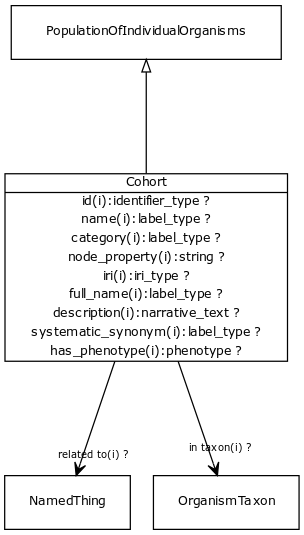 PopulationOfIndividualOrganisms
Cohort
id(i):identifier_type ?
name(i):label_type ?
category(i):label_type ?
node_property(i):string ?
iri(i):iri_type ?
full_name(i):label_type ?
description(i):narrative_text ?
systematic_synonym(i):label_type ?
has_phenotype(i):phenotype ?
related to(i) ?
in taxon(i) ?
NamedThing
OrganismTaxon